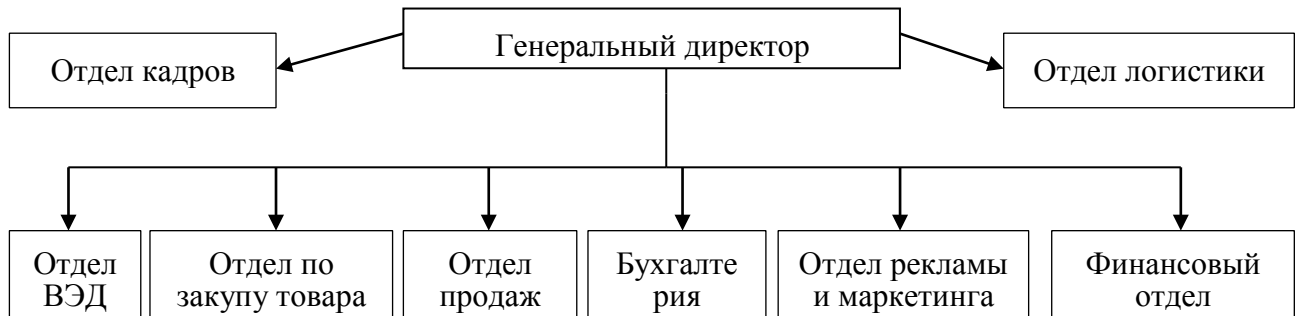 Генеральный директор
Отдел кадров
Отдел логистики
Отдел
ВЭД
Отдел по
закупу товара
Отдел
продаж
Бухгалте
рия
Отдел рекламы
и маркетинга
Финансовый
отдел